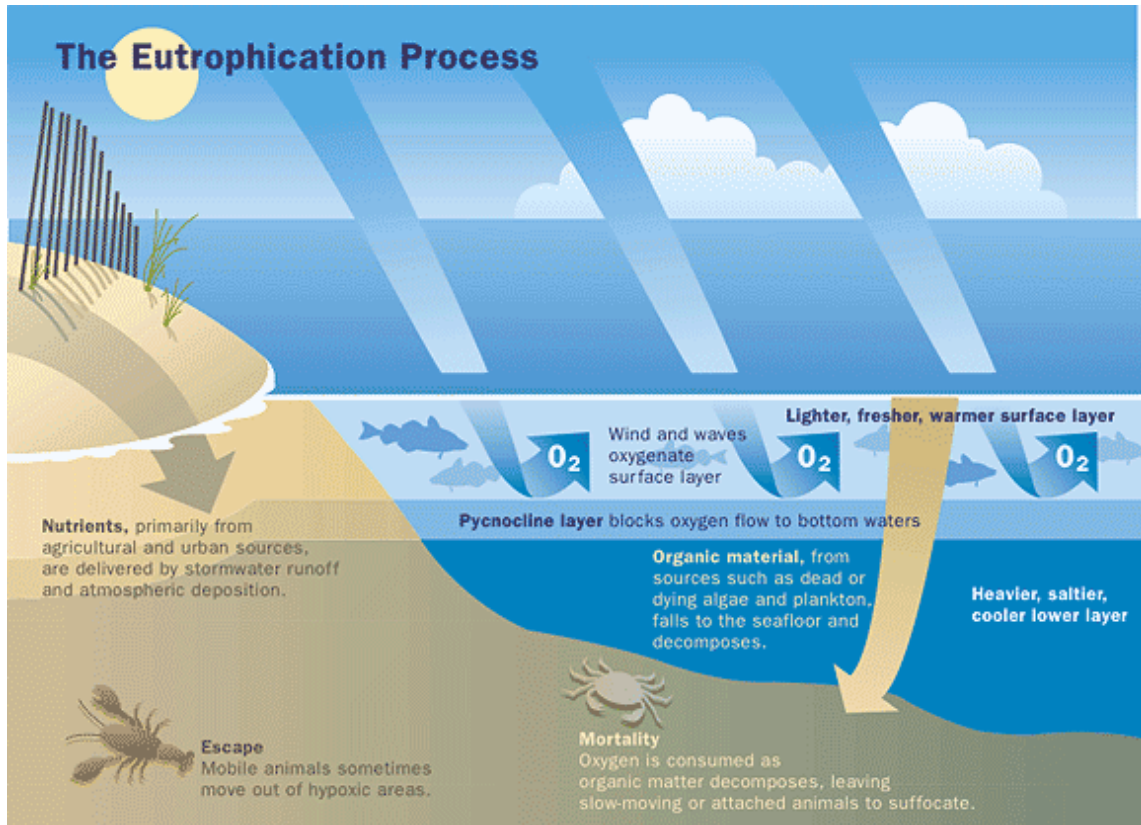 The Eutrophication Process
Lighter, fresher, warmer surface layer
Wind and waves
oxygenate
surface layer
O2
O2
O2
Pycnocline layer blocks oxygen flow to bottom waters
Nutrients, primarily from
agricultural and urban sources,
are delivered by stormwater runoff
and atmospheric deposition.
Organic material, from
sources such as dead or
dying algae and plankton,
falls to the seafloor and
decomposes.
Heavier, saltier,
cooler lower layer
Escape
Mobile animals sometimes
move out of hypoxic areas.
Mortality
Oxygen is consumed as
organic matter decomposes, leaving
slow-moving or attached animals to suffocate.